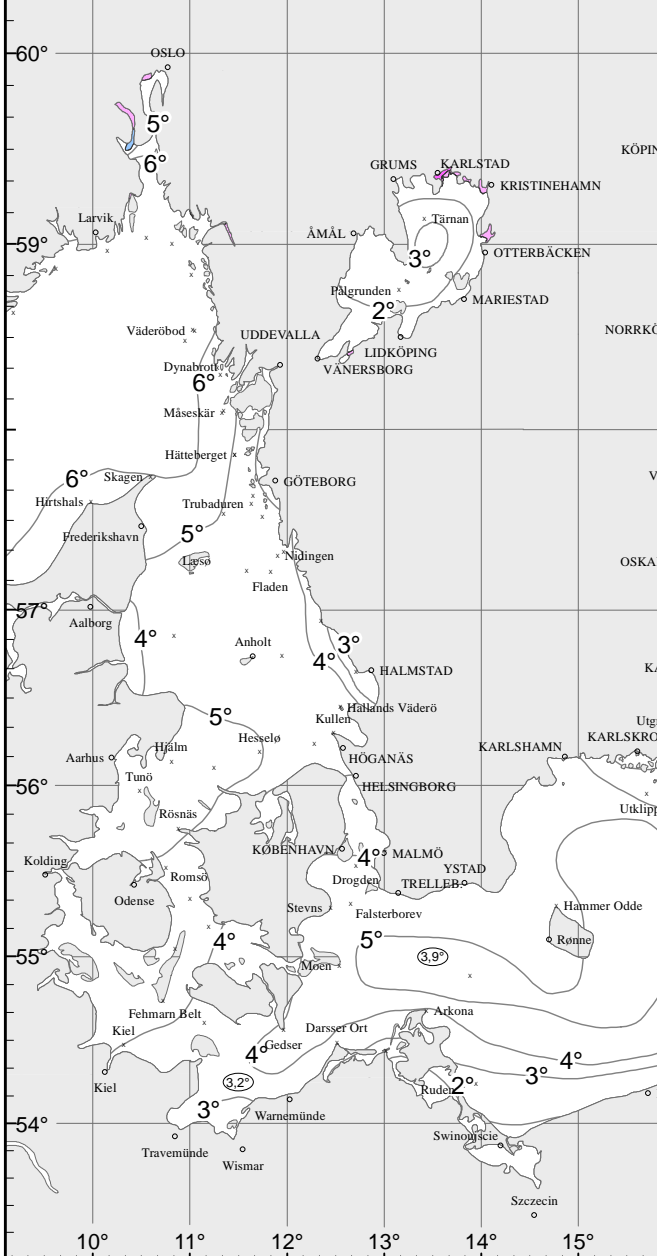 OSLO
60°
5°
KÖPIN
6°
GRUMS
KARLSTAD
KRISTINEHAMN
Larvik
Tärnan
ÅMÅL
59°
OTTERBÄCKEN
3°
Pålgrunden
MARIESTAD
2°
Väderöbod
UDDEVALLA
NORRKÖ
LIDKÖPING
Dynabrott
VÄNERSBORG
6°
Måseskär
Hätteberget
6°
Skagen
GÖTEBORG
V
Hirtshals
Trubaduren
Frederikshavn
5°
Nidingen
Læsø
OSKA
Fladen
57°
Aalborg
4°
Anholt
3°
4°
HALMSTAD
KA
Hallands Väderö
5°
Kullen
Utg
Hesselø
KARLSHAMN
KARLSKRO
Hjälm
Aarhus
HÖGANÄS
Tunö
56°
HELSINGBORG
Utklipp
Rösnäs
KØBENHAVN
4°
MALMÖ
Kolding
Romsö
Drogden
YSTAD
TRELLEB
Odense
Stevns
Falsterborev
Hammer Odde
4°
5°
Rønne
55°
Moen
3,9°
Fehmarn Belt
Arkona
Kiel
Darsser Ort
Gedser
4°
4°
3°
Kiel
3,2°
2°
Ruden
3°
Warnemünde
54°
Swinoujscie
Travemünde
Wismar
Szczecin
10°
11°
12°
13°
14°
15°